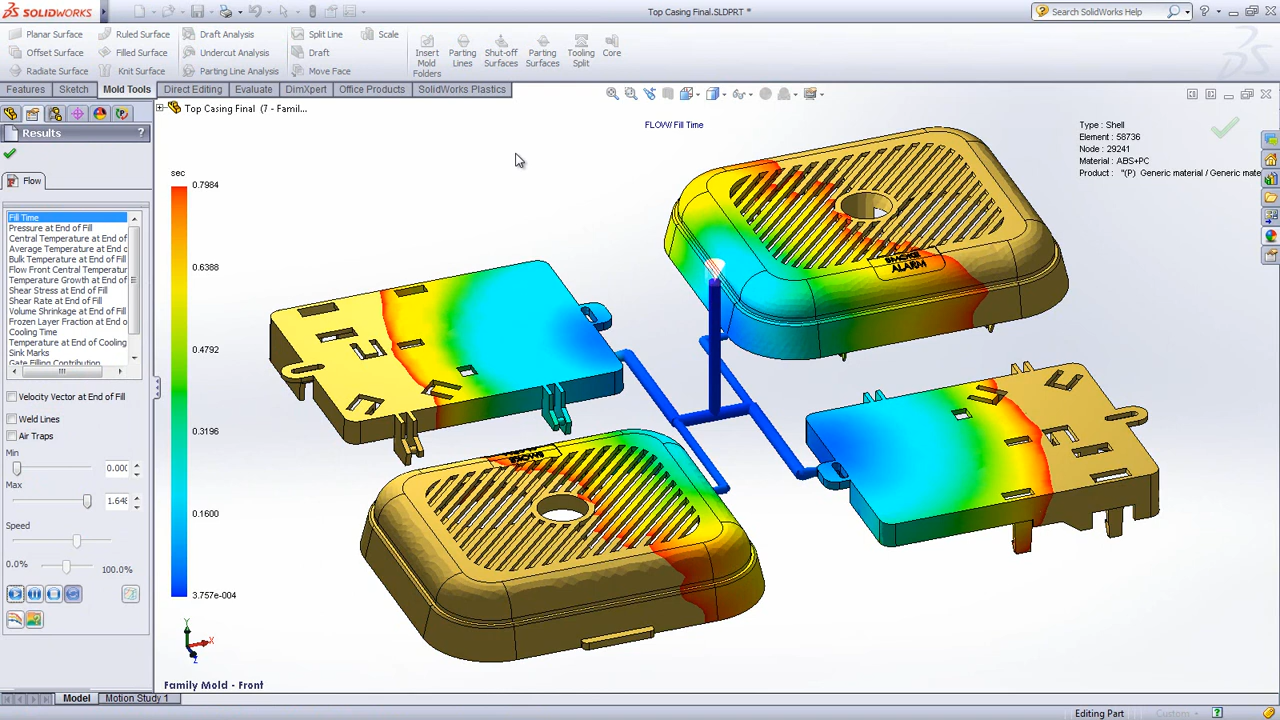 SOLIDWORKS
Top Casing Final.SLDPRT *
Search SolidWorks Help
Planar Surface
Offset Surface
Radiate Surface
Ruled Surface
Filled Surface
Knit Surface
Draft Analysis
Undercut Analysis
Parting Line Analysis
Split Line
Draft
Move Face
Scale
Insert Mold Folders
Parting Lines
Shut-off Surfaces
Parting Surfaces
Tooling Split
Core
Features
Sketch
Mold Tools
Direct Editing
Evaluate
DimXpert
Office Products
SolidWorks Plastics
Top Casing Final (7 - Famil...
Results
?
Flow
Fill Time
Pressure at End of Fill
Central Temperature at End of
Average Temperature at End of
Bulk Temperature at End of Fill
Flow Front Central Temperature
Temperature Growth at End of
Shear Stress at End of Fill
Shear Rate at End of Fill
Volume Shrinkage at End of Fill
Frozen Layer Fraction at End of
Cooling Time
Temperature at End of Cooling
Sink Marks
Gate Filling Contribution
Velocity Vector at End of Fill
Weld Lines
Air Traps
Min
0.000
Max
1.648
Speed
0.0%
100.0%
sec
0.7984
0.6388
0.4792
0.3196
0.1600
3.757e-004
FLOW/ Fill Time
Type : Shell
Element : 58736
Node : 29241
Material : ABS+PC
Product : "(P) Generic material / Generic mate
SMOKE
ALARM
SMOKE
Y
X
Z
Family Mold - Front
Model
Motion Study 1
Editing Part
Custom